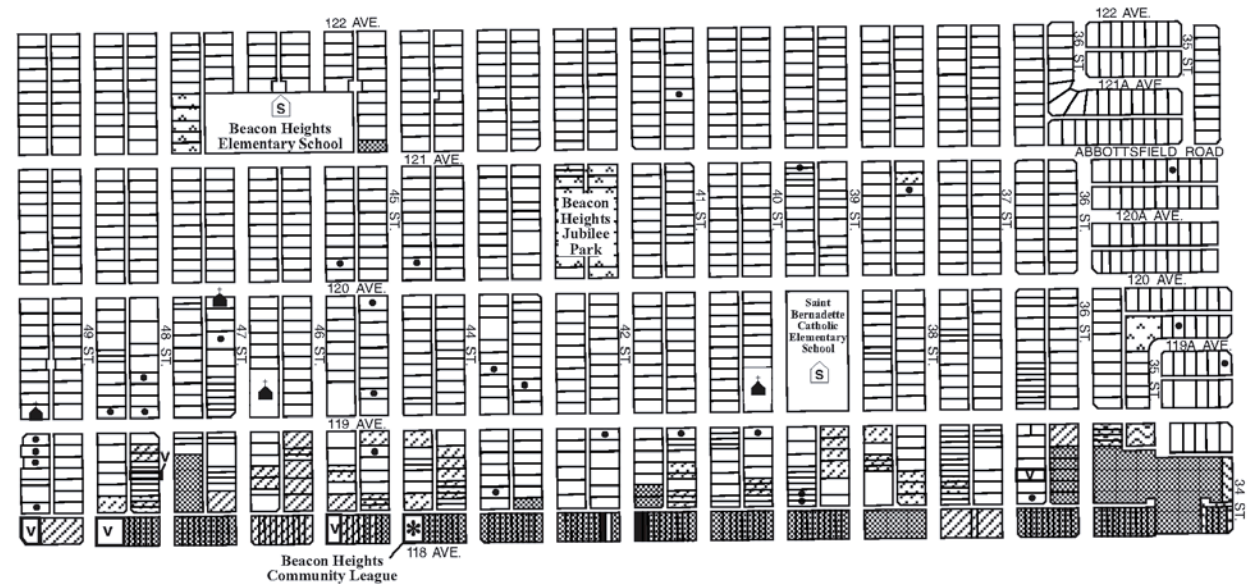 122 AVE.
122 AVE.
36 ST.
35 ST.
121A AVE
S
Beacon Heights
Elementary School
121 AVE.
ABBOTTSFIELD ROAD
45 ST.
Beacon
Heights
Jubilee
Park
41 ST.
40 ST.
39 ST.
37 ST.
36 ST.
120A AVE.
120 AVE.
120 AVE.
49 ST.
48 ST.
47 ST.
46 ST.
44 ST.
42 ST.
Saint
Bernadette
Catholic
Elementary
School
S
38 ST.
36 ST.
119A AVE.
35 ST.
119 AVE.
V
V
34 ST.
V
V
V
*
118 AVE.
Beacon Heights
Community League